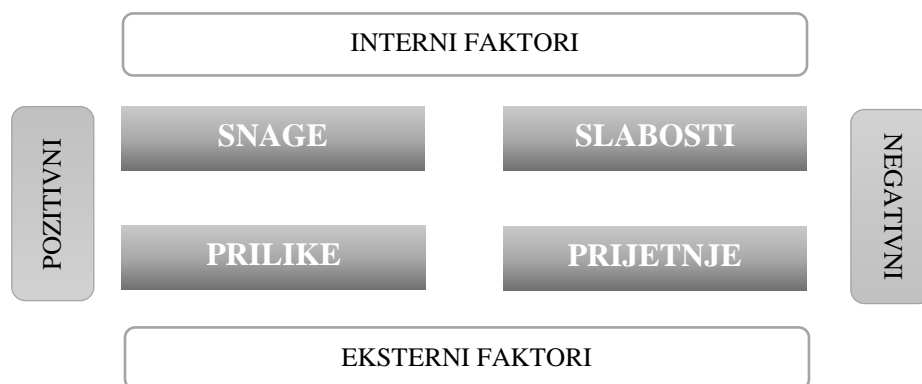 INTERNI FAKTORI
POZITIVNI
SNAGE
SLABOSTI
NEGATIVNI
PRILIKE
PRIJETNJE
EKSTERNI FAKTORI